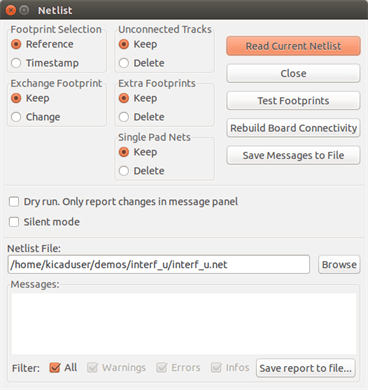 Netlist
Footprint Selection
Reference
Timestamp
Unconnected Tracks
Keep
Delete
Read Current Netlist
Close
Exchange Footprint
Keep
Change
Extra Footprints
Keep
Delete
Test Footprints
Rebuild Board Connectivity
Single Pad Nets
Keep
Delete
Save Messages to File
Dry run. Only report changes in message panel
Silent mode
Netlist File:
/home/kicaduser/demos/interf_u/interf_u.net
Browse
Messages:
Filter: All Warnings Errors Infos Save report to file...